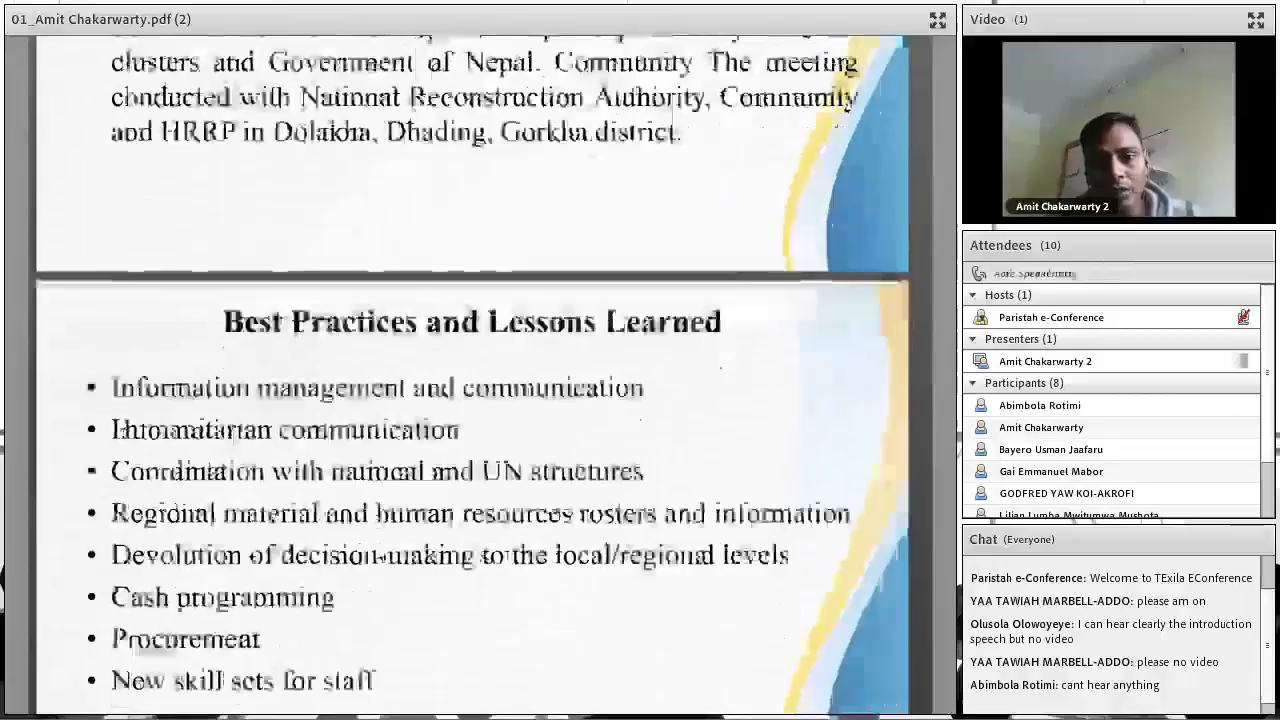 01_Amit Chakarwarty.pdf (2)
clusters and Government of Nepal. Community The meeting
conducted with National Reconstruction Authority, Community
and HRRP in Dolakha, Dhading, Gorkha district.
Best Practices and Lessons Learned
• Information management and communication
• Humanitarian communication
• Coordination with national and UN structures
• Regional material and human resources rosters and information
• Devolution of decision-making to the local/regional levels
• Cash programming
• Procurement
• New skill sets for staff
Video (1)
Amit Chakarwarty 2
Attendees (10)
Hosts (1)
Paristah e-Conference
Presenters (1)
Amit Chakarwarty 2
Participants (8)
Abimbola Rotimi
Amit Chakarwarty
Bayero Usman Jaafaru
Gai Emmanuel Mabor
GODFRED YAW KOI-AKROFI
Lilian Lumba Mwitumwa Mushota
Chat (Everyone)
Paristah e-Conference: Welcome to TExila EConference
YAA TAWIAH MARBELL-ADDO: please am on
Olusola Olowoyeye: I can hear clearly the introduction
speech but no video
YAA TAWIAH MARBELL-ADDO: please no video
Abimbola Rotimi: cant hear anything